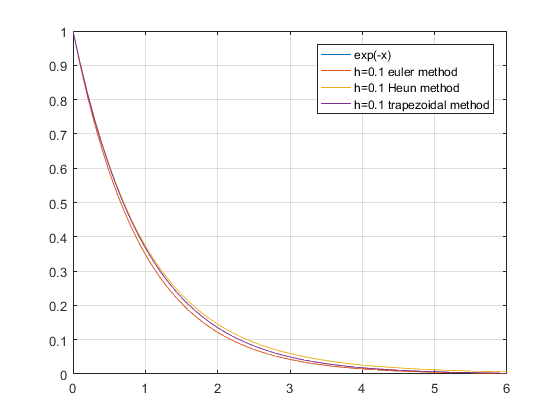 1
0.9
0.8
0.7
0.6
0.5
0.4
0.3
0.2
0.1
0
exp(-x)
h=0.1 euler method
h=0.1 Heun method
h=0.1 trapezoidal method
0 1 2 3 4 5 6